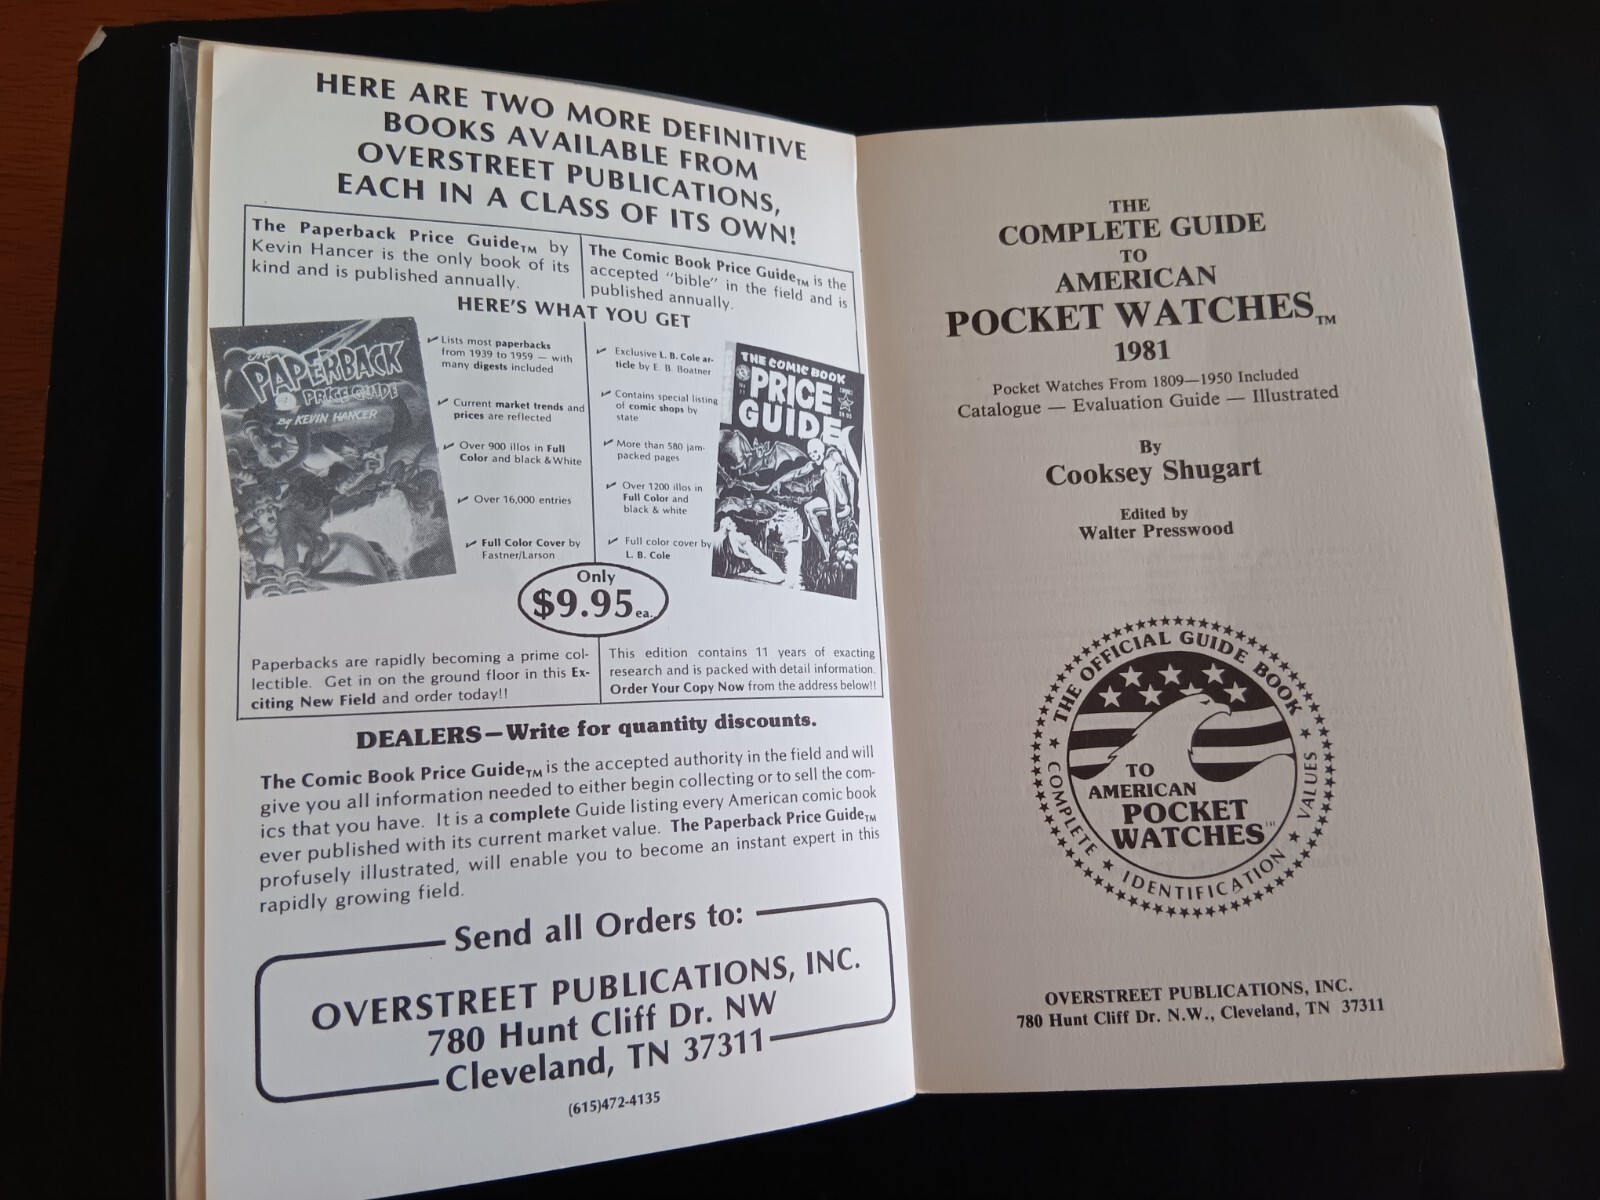 HERE ARE TWO MORE DEFINITIVE
BOOKS AVAILABLE FROM
OVERSTREET PUBLICATIONS,
EACH IN A CLASS OF ITS OWN!
The Paperback Price Guide™ by
Kevin Hancer is the only book of its
kind and is published annually.
The Comic Book Price Guide™ is the
accepted "bible" in the field and is
published annually.
HERE'S WHAT YOU GET
THE
PAPERBACK
PRICE GUIDE
By KEVIN HANCER
Lists most paperbacks
from 1939 to 1959 — with
many digests included
Current market trends and
prices are reflected
Over 900 illos in Full
Color and black & White
Over 16,000 entries
Full Color Cover by
Fastner/Larson
Exclusive L. B. Cole ar-
ticle by E. B. Boatner
Contains special listing
of comic shops by
state
More than 580 jam-
packed pages
Over 1200 illos in
Full Color and
black & white
Full color cover by
L. B. Cole
THE COMIC BOOK
PRICE
GUIDE
Only
$9.95 ea.
Paperbacks are rapidly becoming a prime col-
lectible. Get in on the ground floor in this Ex-
citing New Field and order today!!
This edition contains 11 years of exacting
research and is packed with detail information.
Order Your Copy Now from the address below!!
DEALERS—Write for quantity discounts.
The Comic Book Price Guide™ is the accepted authority in the field and will
give you all information needed to either begin collecting or to sell the com-
ics that you have. It is a complete Guide listing every American comic book
ever published with its current market value. The Paperback Price Guide™
profusely illustrated, will enable you to become an instant expert in this
rapidly growing field.
Send all Orders to:
OVERSTREET PUBLICATIONS, INC.
780 Hunt Cliff Dr. NW
Cleveland, TN 37311
(615)472-4135
THE
COMPLETE GUIDE
TO
AMERICAN
POCKET WATCHES™
1981
Pocket Watches From 1809—1950 Included
Catalogue — Evaluation Guide — Illustrated
By
Cooksey Shugart
Edited by
Walter Presswood
THE OFFICIAL GUIDE BOOK
TO
AMERICAN
POCKET
WATCHES™
COMPLETE ★ IDENTIFICATION ★ VALUES
OVERSTREET PUBLICATIONS, INC.
780 Hunt Cliff Dr. N.W., Cleveland, TN 37311